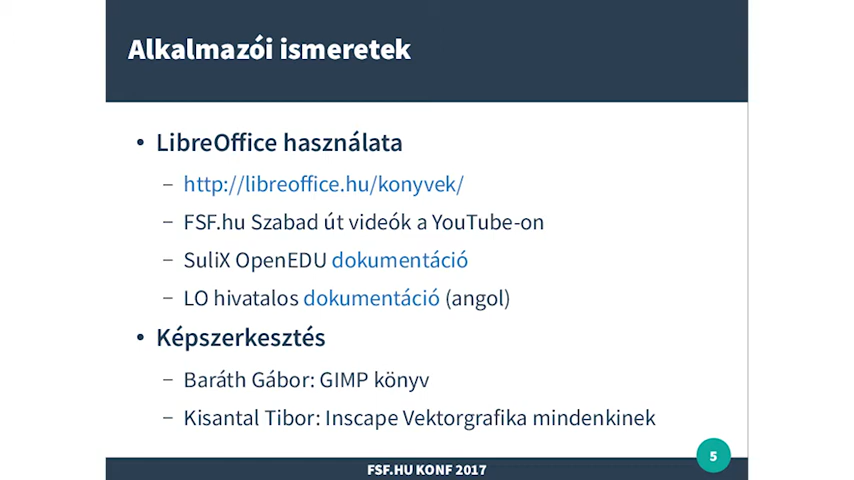 Alkalmazói ismeretek
• LibreOffice használata
– http://libreoffice.hu/konyvek/
– FSF.hu Szabad út videók a YouTube-on
– SuliX OpenEDU dokumentáció
– LO hivatalos dokumentáció (angol)
• Képszerkesztés
– Baráth Gábor: GIMP könyv
– Kisantal Tibor: Inscape Vektorgrafika mindenkinek
5
FSF.HU KONF 2017